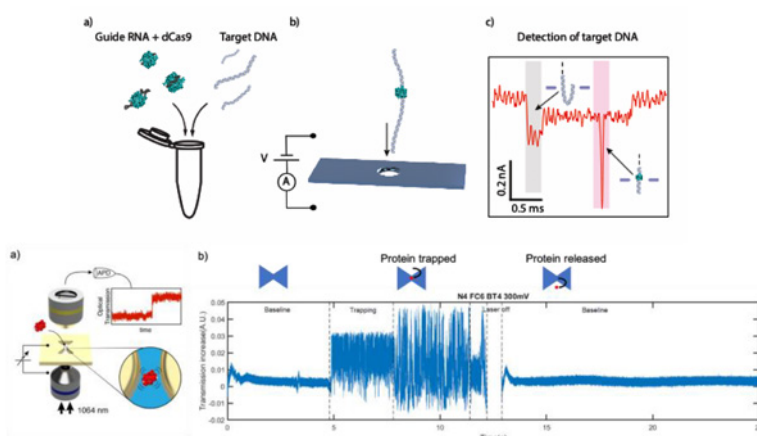 a)
Guide RNA + dCas9
Target DNA
b)
V
A
c)
Detection of target DNA
0.2 nA
0.5 ms
a)
APD
Optical
Transmission
time
1064 nm
b)
Protein trapped
Protein released
N4 FC6 BT4 300mV
Baseline
Trapping
Laser off
Baseline
Transmission increase(A.U.)
0.05
0.04
0.03
0.02
0.01
0
-0.01
-0.02
0
5
10
15
20